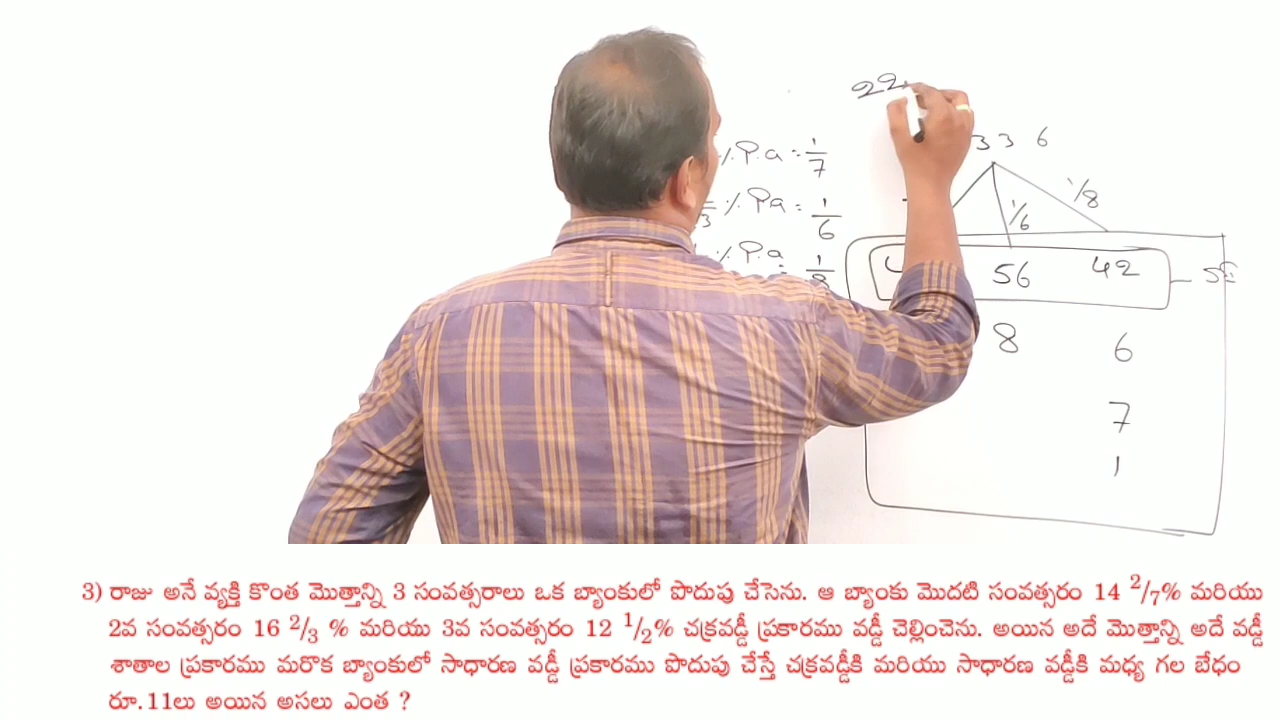 22
336
٪ P.a = 1/7
٪ Pa = 1/6
1/6
1/8
٪ P.a = 1/8
56 42
8 6
7
1
3) రాజు అనే వ్యక్తి కొంత మొత్తాన్ని 3 సంవత్సరాలు ఒక బ్యాంకులో పొదుపు చేసెను. ఆ బ్యాంకు మొదటి సంవత్సరం 14 2/7% మరియు
2వ సంవత్సరం 16 2/3 % మరియు 3వ సంవత్సరం 12 1/2% చక్రవడ్డీ ప్రకారము వడ్డీ చెల్లించెను. అయిన అదే మొత్తాన్ని అదే వడ్డీ
శాతాల ప్రకారము మరొక బ్యాంకులో సాధారణ వడ్డీ ప్రకారము పొదుపు చేస్తే చక్రవడ్డీకి మరియు సాధారణ వడ్డీకి మధ్య గల బేధం
రూ.11లు అయిన అసలు ఎంత ?